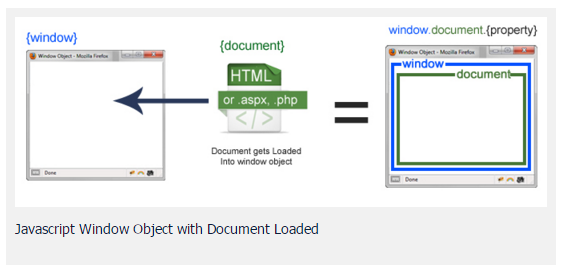 {window}
Window Object - Mozilla Firefox
Done
{document}
HTML
or .aspx, .php
</>
Document gets Loaded
Into window object
=
window.document.{property}
Window Object - Mozilla Firefox
window
document
Done
Javascript Window Object with Document Loaded